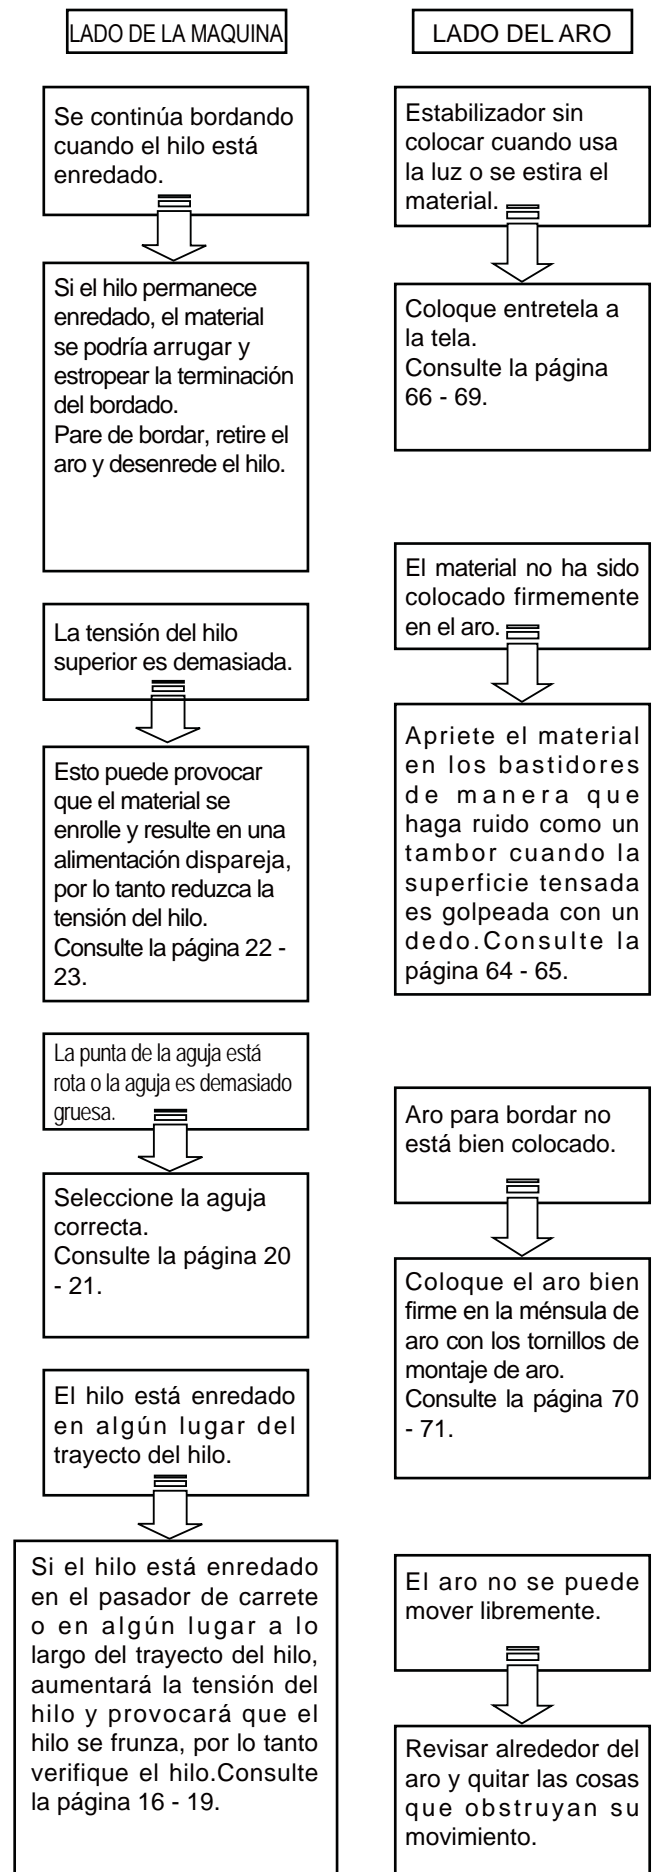 LADO DE LA MAQUINA
Se continúa bordando
cuando el hilo está
enredado.
Si el hilo permanece
enredado, el material
se podría arrugar y
estropear la terminación
del bordado.
Pare de bordar, retire el
aro y desenrede el hilo.
La tensión del hilo
superior es demasiada.
Esto puede provocar
que el material se
enrolle y resulte en una
alimentación dispareja,
por lo tanto reduzca la
tensión del hilo.
Consulte la página 22 -
23.
La punta de la aguja está
rota o la aguja es demasiado
gruesa.
Seleccione la aguja
correcta.
Consulte la página 20
- 21.
El hilo está enredado
en algún lugar del
trayecto del hilo.
Si el hilo está enredado
en el pasador de carrete
o en algún lugar a lo
largo del trayecto del hilo,
aumentará la tensión del
hilo y provocará que el
hilo se frunza, por lo tanto
verifique el hilo.Consulte
la página 16 - 19.
LADO DEL ARO
Estabilizador sin
colocar cuando usa
la luz o se estira el
material.
Coloque entretela a
la tela.
Consulte la página
66 - 69.
El material no ha sido
colocado firmemente
en el aro.
Apriete el material
en los bastidores
de manera que
haga ruido como un
tambor cuando la
superficie tensada
es golpeada con un
dedo.Consulte la
página 64 - 65.
Aro para bordar no
está bien colocado.
Coloque el aro bien
firme en la ménsula de
aro con los tornillos de
montaje de aro.
Consulte la página 70
- 71.
El aro no se puede
mover libremente.
Revisar alrededor del
aro y quitar las cosas
que obstruyan su
movimiento.